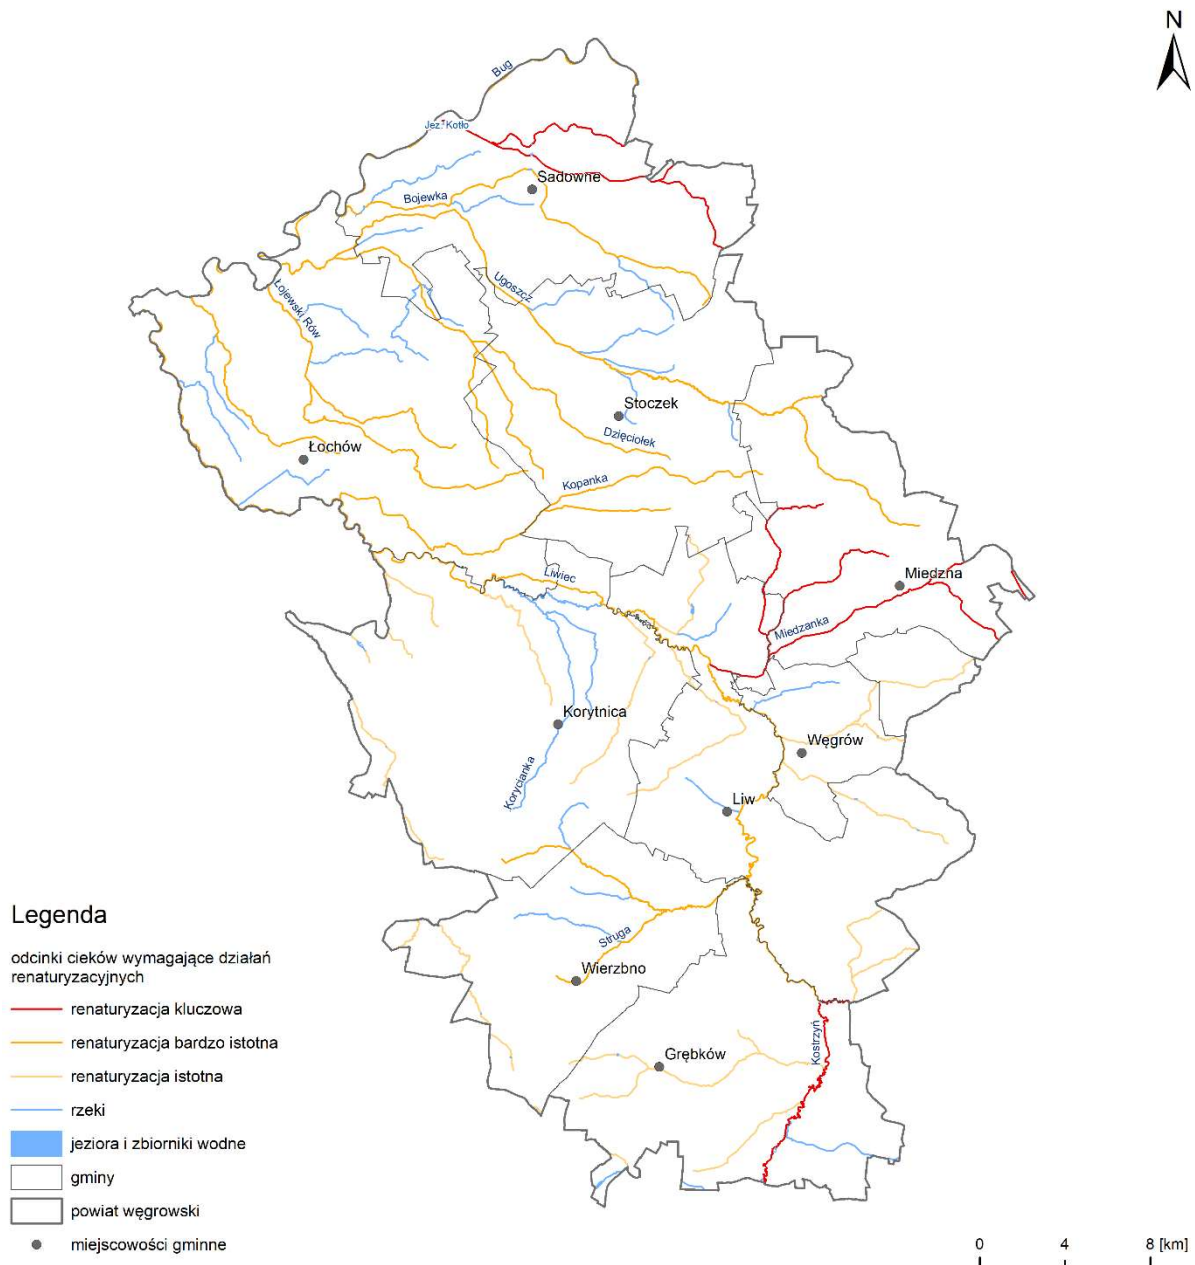 N
Bug
Jez. Kotło
Sadowne
Bojewka
Ugoszcz
Łojewski Rów
Stoczek
Dzięciołek
Łochów
Kopanka
Liwiec
Miedzna
Miedzanka
Korytnica
Węgrów
Korycianka
Liw
Struga
Wierzbno
Kostrzyń
Grębków
Legenda
odcinki cieków wymagające działań
renaturyzacyjnych
renaturyzacja kluczowa
renaturyzacja bardzo istotna
renaturyzacja istotna
rzeki
jeziora i zbiorniki wodne
gminy
powiat węgrowski
miejscowości gminne
0 4 8 [km]